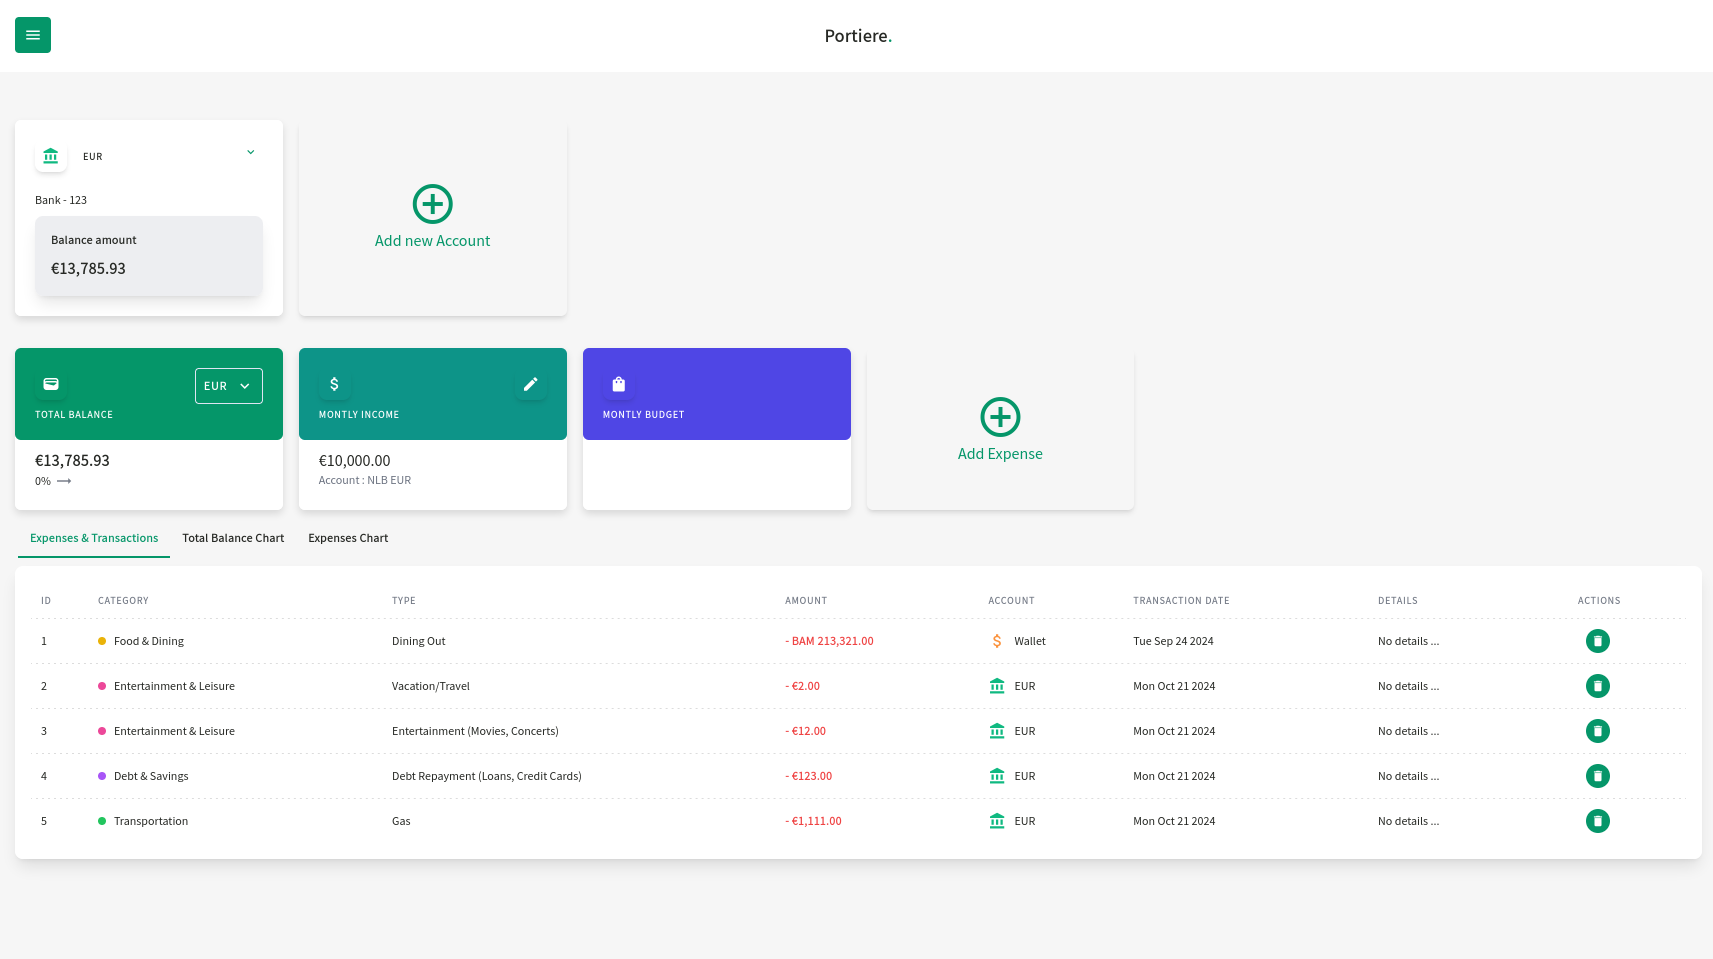 Portiere.
EUR
Bank - 123
Balance amount
€13,785.93
Add new Account
EUR
TOTAL BALANCE
€13,785.93
0%
MONTLY INCOME
€10,000.00
Account : NLB EUR
MONTLY BUDGET
Add Expense
Expenses & Transactions Total Balance Chart Expenses Chart
ID CATEGORY TYPE AMOUNT ACCOUNT TRANSACTION DATE DETAILS ACTIONS
1 Food & Dining Dining Out - BAM 213,321.00 Wallet Tue Sep 24 2024 No details ...
2 Entertainment & Leisure Vacation/Travel - €2.00 EUR Mon Oct 21 2024 No details ...
3 Entertainment & Leisure Entertainment (Movies, Concerts) - €12.00 EUR Mon Oct 21 2024 No details ...
4 Debt & Savings Debt Repayment (Loans, Credit Cards) - €123.00 EUR Mon Oct 21 2024 No details ...
5 Transportation Gas - €1,111.00 EUR Mon Oct 21 2024 No details ...